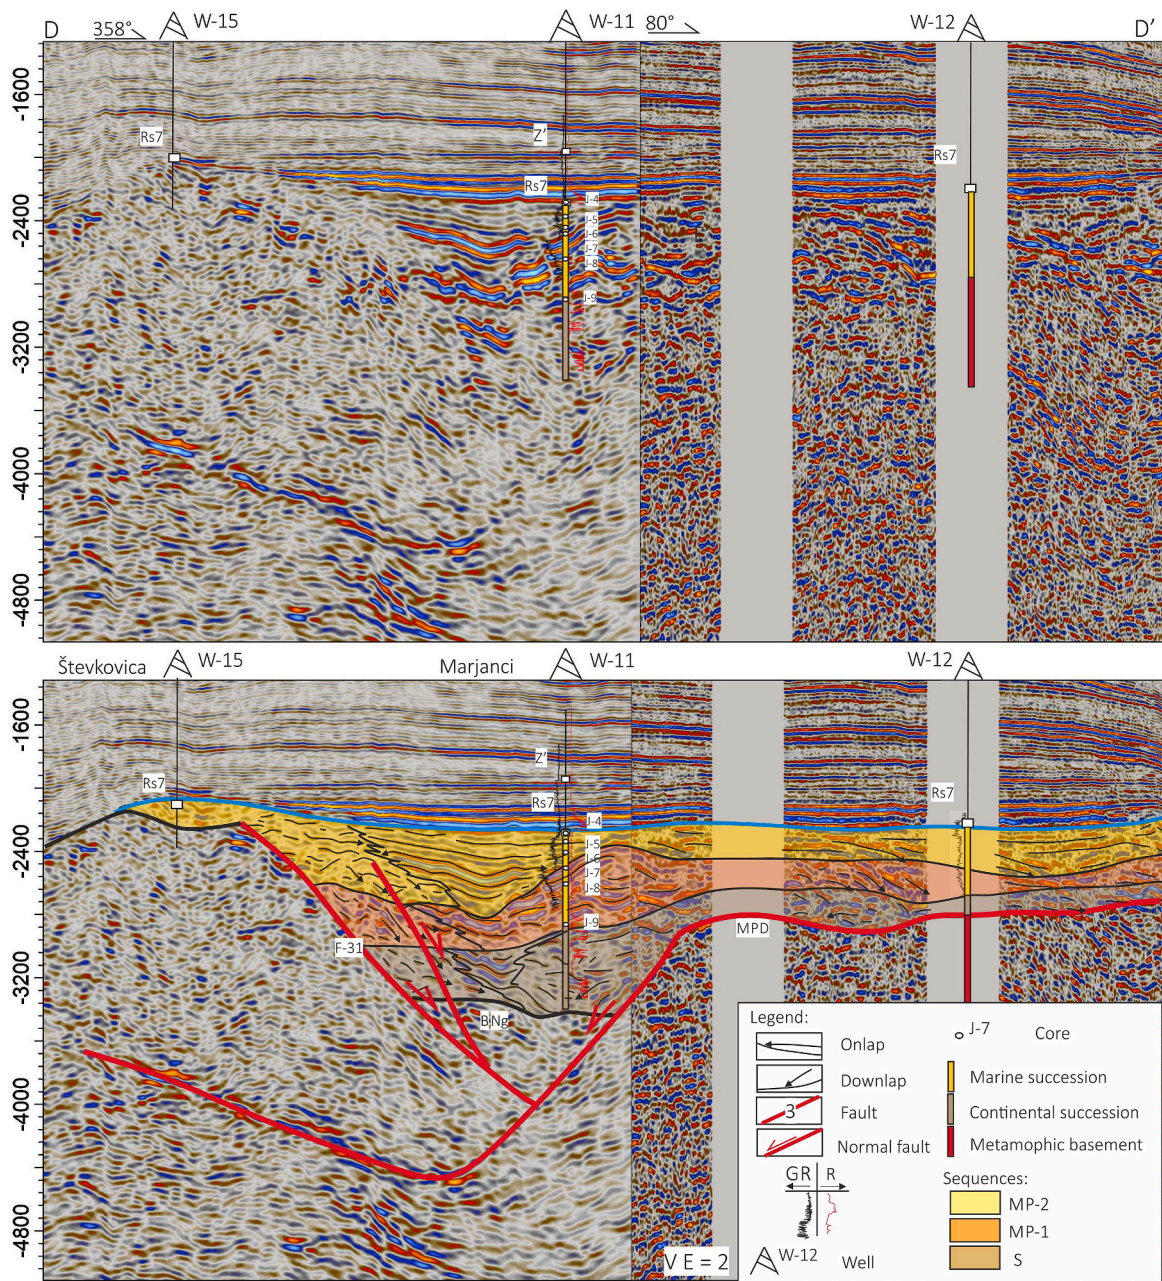 D
358°
W-15
W-11
80°
W-12
D'
-1600
-2400
-3200
-4000
-4800
Rs7
Z'
Rs7
Rs7
J-4
J-5
J-6
J-7
J-8
J-9
Števkovica
W-15
Marjanci
W-11
W-12
-1600
-2400
-3200
-4000
-4800
Rs7
Z'
Rs7
Rs7
J-4
J-5
J-6
J-7
J-8
J-9
F-31
BNg
MPD
V E = 2
Legend:
Onlap
Downlap
3
Fault
Normal fault
GR
R
W-12
Well
J-7
Core
Marine succession
Continental succession
Metamophic basement
Sequences:
MP-2
MP-1
S